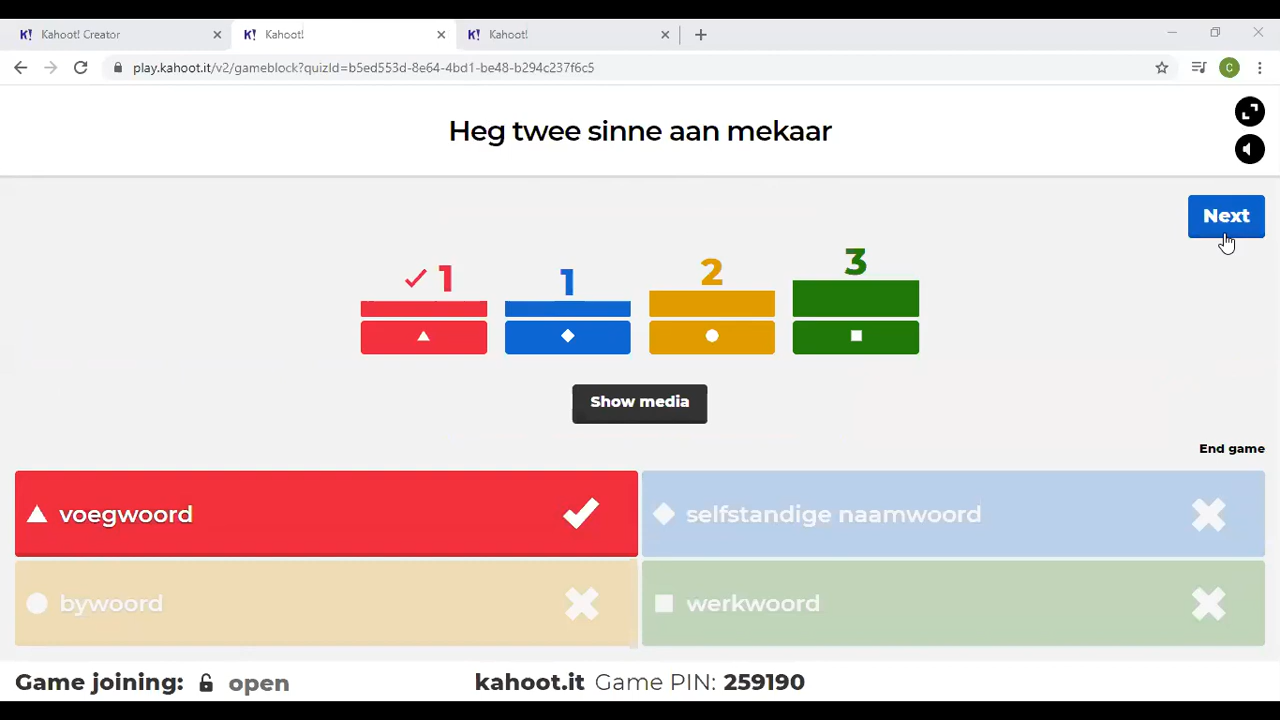 K! Kahoot! Creator
K! Kahoot!
K! Kahoot!
play.kahoot.it/v2/gameblock?quizId=b5ed553d-8e64-4bd1-be48-b294c237f6c5
C
Heg twee sinne aan mekaar
Next
1
1
2
3
Show media
End game
voegwoord
selfstandige naamwoord
bywoord
werkwoord
Game joining: open
kahoot.it Game PIN: 259190